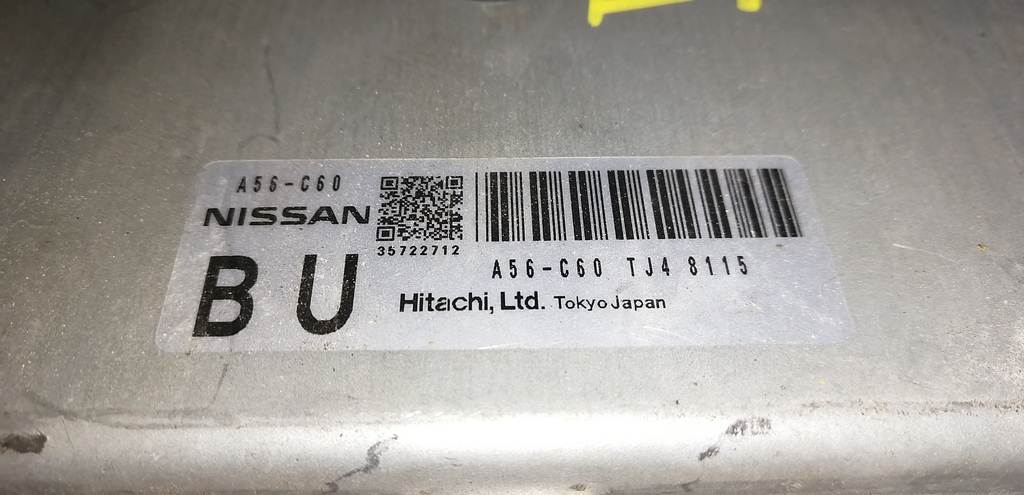 A56-C60
NISSAN
35722712
BU
A56-C60 TJ4 8115
Hitachi, Ltd. Tokyo Japan